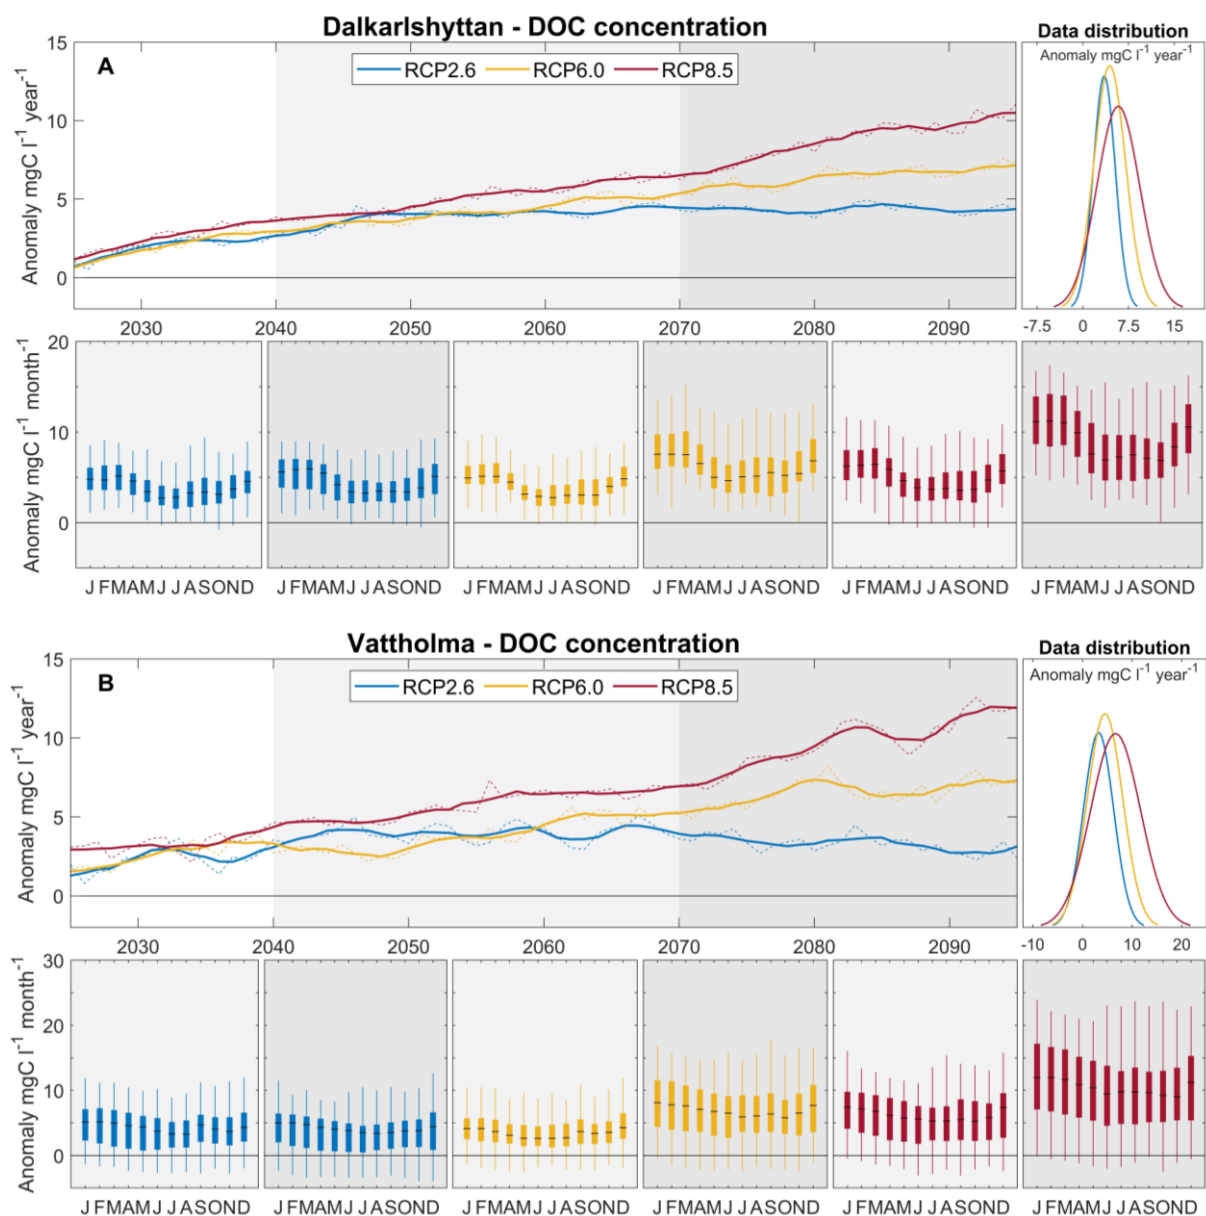 Dalkarlshyttan - DOC concentration
Data distribution
A
RCP2.6 RCP6.0 RCP8.5
Anomaly mgC l⁻¹ year⁻¹
15
10
5
0
2030 2040 2050 2060 2070 2080 2090
Anomaly mgC l⁻¹ year⁻¹
-7.5 0 7.5 15
Anomaly mgC l⁻¹ month⁻¹
20
10
0
J FMAMJ J ASOND J FMAMJ J ASOND J FMAMJ J ASOND J FMAMJ J ASOND J FMAMJ J ASOND J FMAMJ J ASOND
Vattholma - DOC concentration
Data distribution
B
RCP2.6 RCP6.0 RCP8.5
Anomaly mgC l⁻¹ year⁻¹
15
10
5
0
2030 2040 2050 2060 2070 2080 2090
Anomaly mgC l⁻¹ year⁻¹
-10 0 10 20
Anomaly mgC l⁻¹ month⁻¹
30
20
10
0
J FMAMJ J ASOND J FMAMJ J ASOND J FMAMJ J ASOND J FMAMJ J ASOND J FMAMJ J ASOND J FMAMJ J ASOND